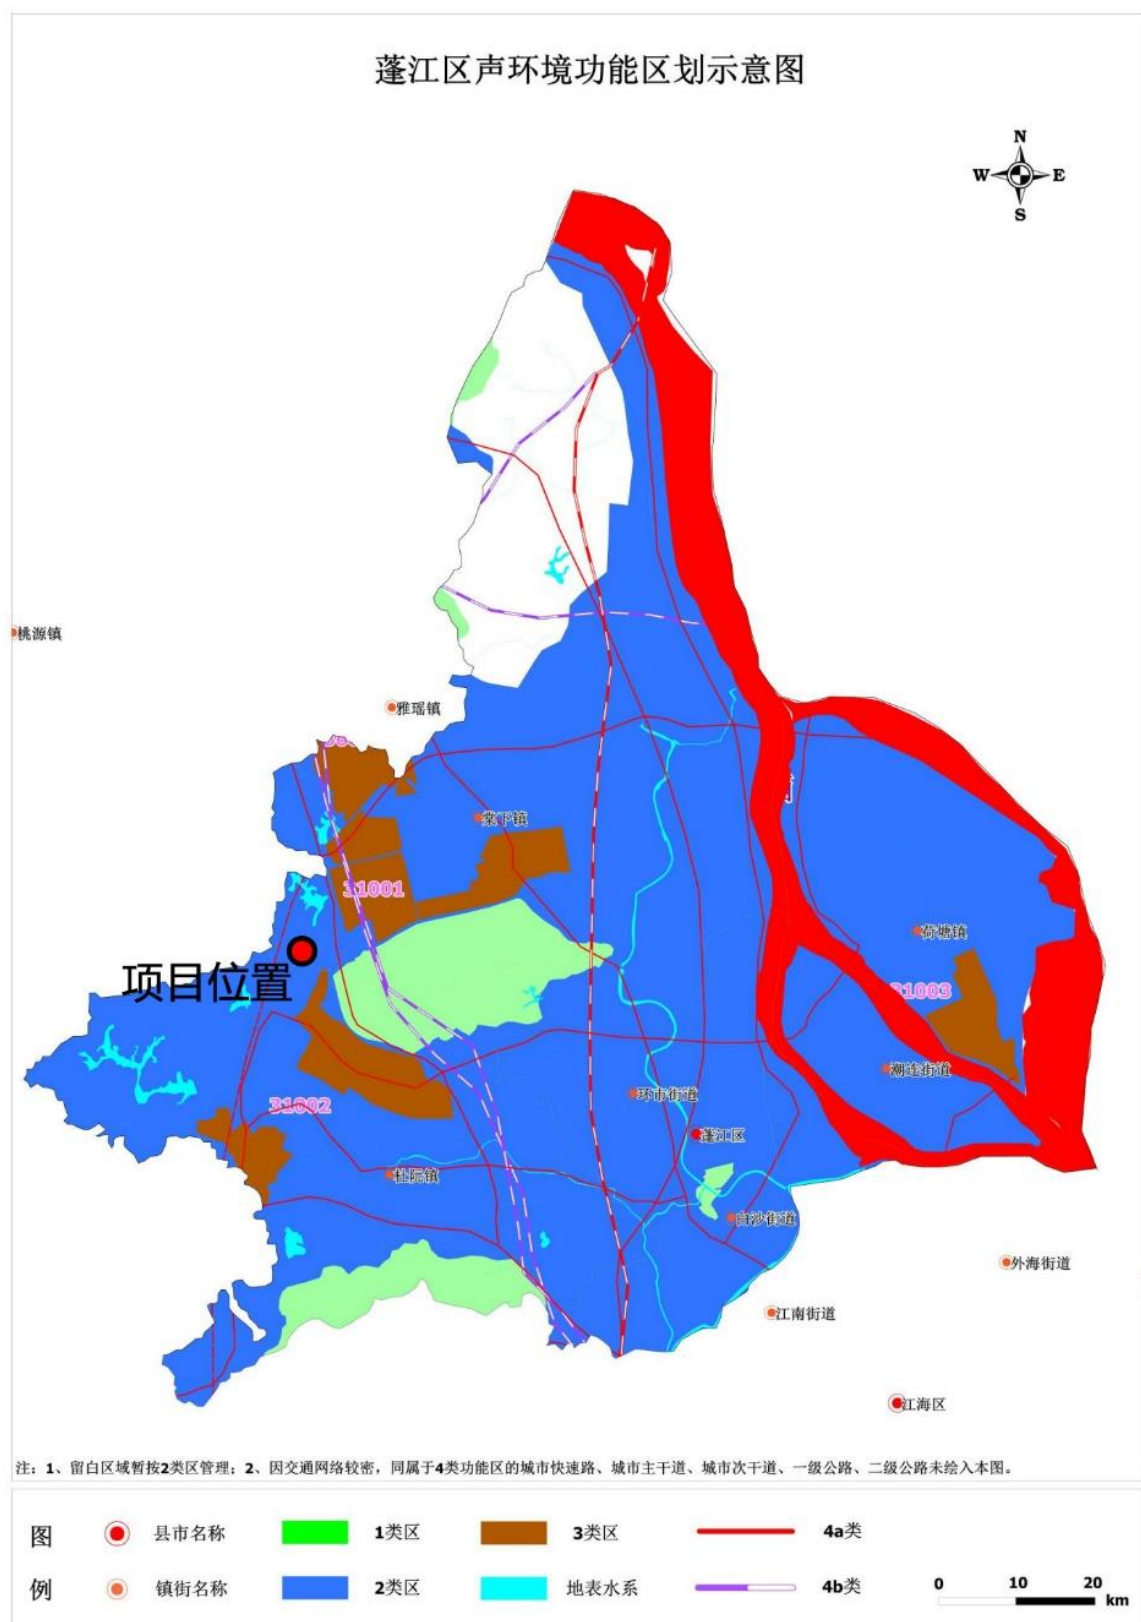 蓬江区声环境功能区划示意图
N
W
E
S
桃源镇
雅瑶镇
棠下镇
31001
荷塘镇
项目位置
31003
潮连街道
环市街道
31002
蓬江区
杜阮镇
白沙街道
外海街道
江南街道
江海区
注：1、留白区域暂按2类区管理；2、因交通网络较密，同属于4类功能区的城市快速路、城市主干道、城市次干道、一级公路、二级公路未绘入本图。
图 县市名称 1类区 3类区 4a类
例 镇街名称 2类区 地表水系 4b类
0 10 20
km